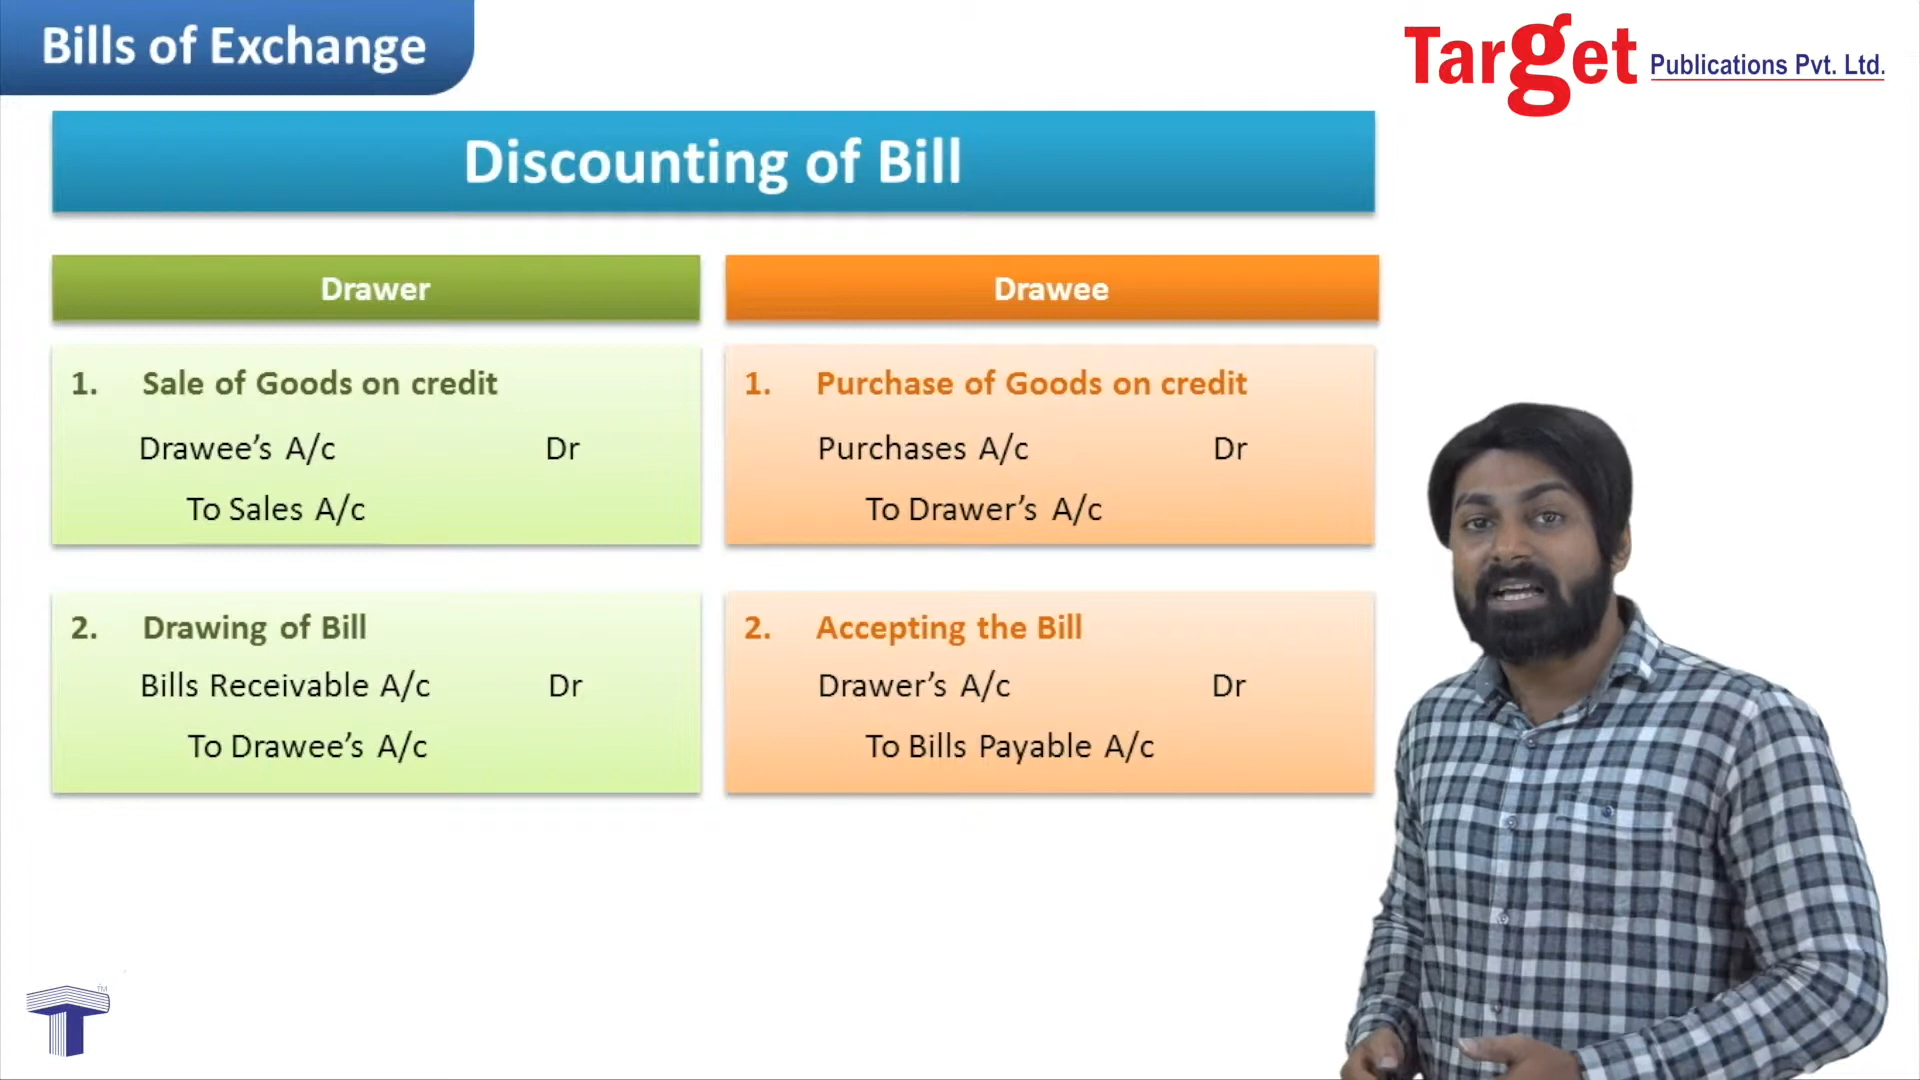 Bills of Exchange
Target Publications Pvt. Ltd.
Discounting of Bill
Drawer
1. Sale of Goods on credit
Drawee’s A/c Dr
To Sales A/c
2. Drawing of Bill
Bills Receivable A/c Dr
To Drawee’s A/c
Drawee
1. Purchase of Goods on credit
Purchases A/c Dr
To Drawer’s A/c
2. Accepting the Bill
Drawer’s A/c Dr
To Bills Payable A/c
TM